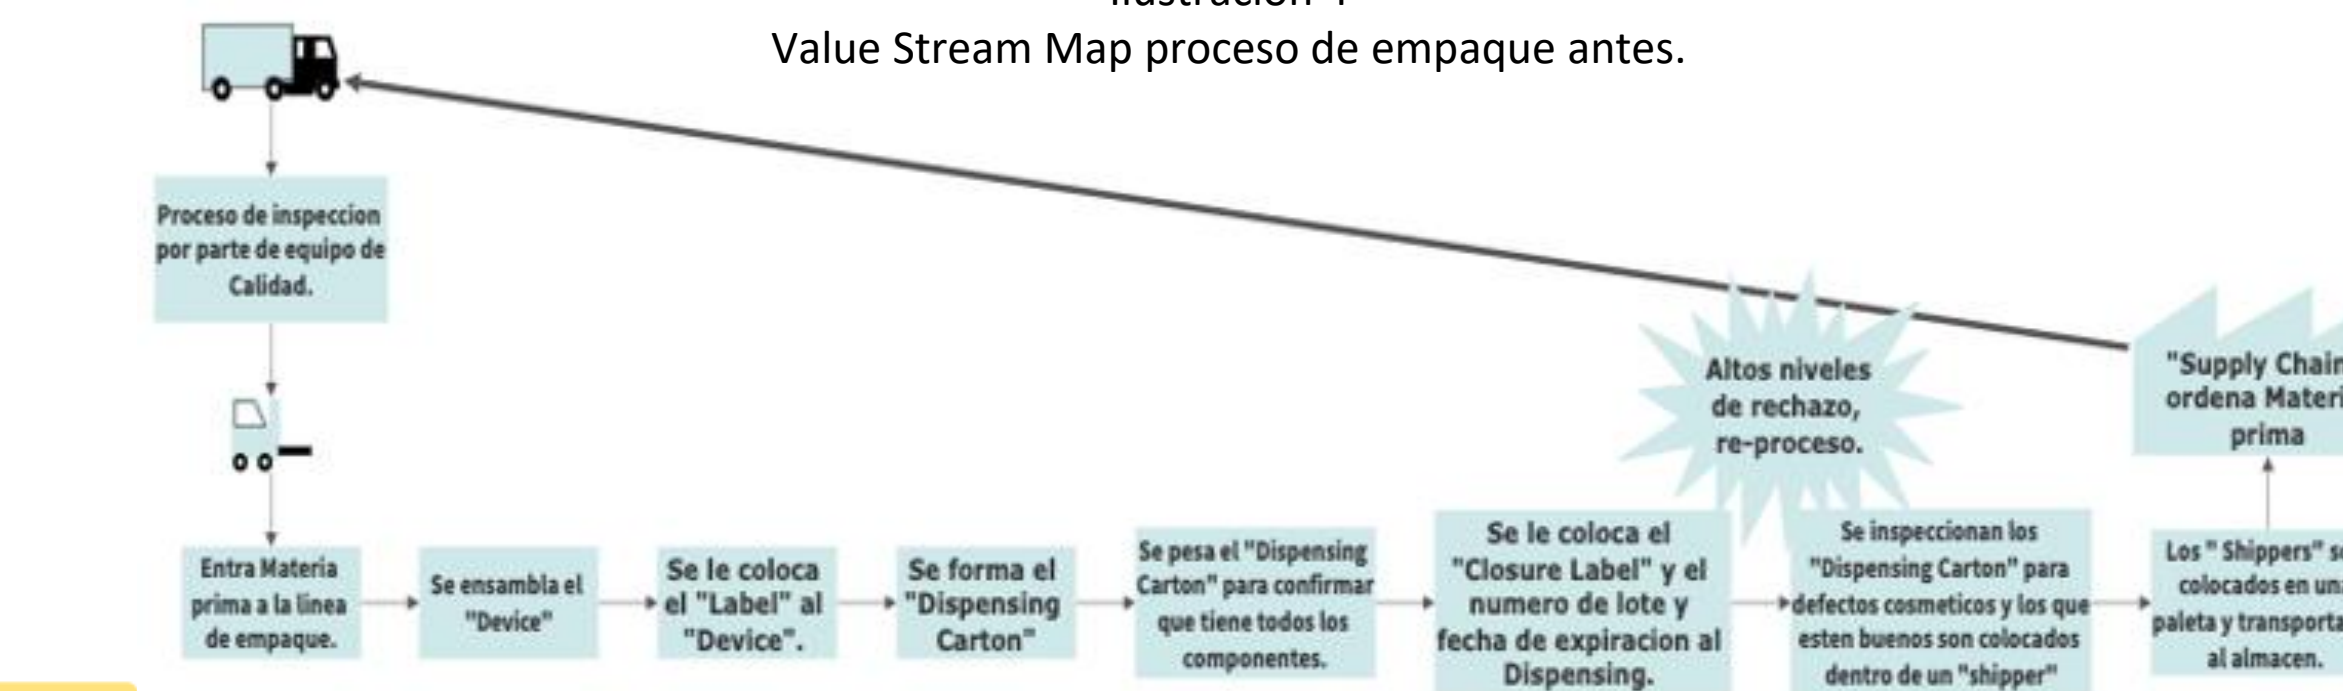 Value Stream Map proceso de empaque antes.
Proceso de inspeccion
por parte de equipo de
Calidad.
Altos niveles
de rechazo,
re-proceso.
"Supply Chain
ordena
prima
Entra Materia
prima a la linea
de empaque.
Se ensambla el
"Device"
Se le coloca
el "Label" al
"Device".
Se forma el
"Dispensing
Carton"
Se pesa el "Dispensing
Carton" para confirmar
que tiene todos los
componentes.
Se le coloca el
"Closure Label" y el
numero de lote y
fecha de expiracion al
Dispensing.
Se inspeccionan los
"Dispensing Carton" para
defectos cosmeticos y los que
esten buenos son colocados
dentro de un "shipper"
Los " Shippers"
colocados en
paleta y
al almacen.